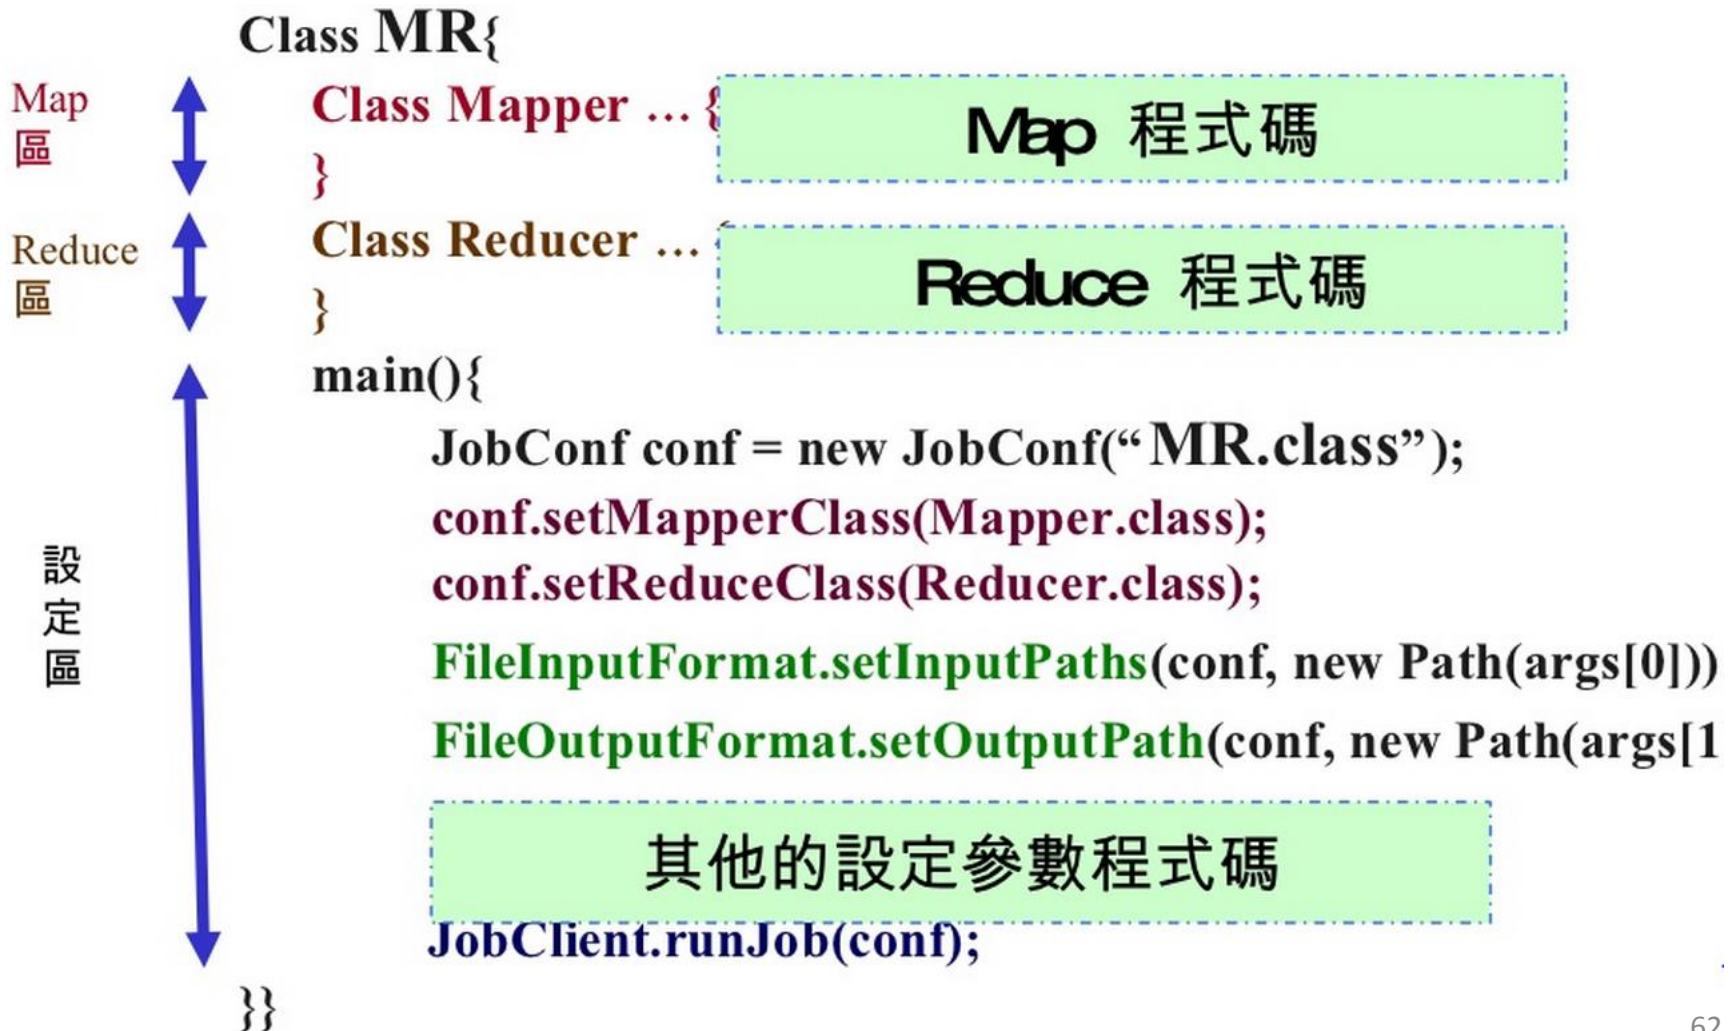 Class MR{
Map
區
Class Mapper ... {
Map 程式碼
}
Reduce
區
Class Reducer ...
Reduce 程式碼
}
main(){
設
定
區
JobConf conf = new JobConf(“MR.class”);
conf.setMapperClass(Mapper.class);
conf.setReduceClass(Reducer.class);
FileInputFormat.setInputPaths(conf, new Path(args[0]))
FileOutputFormat.setOutputPath(conf, new Path(args[1
其他的設定參數程式碼
JobClient.runJob(conf);
}}
62